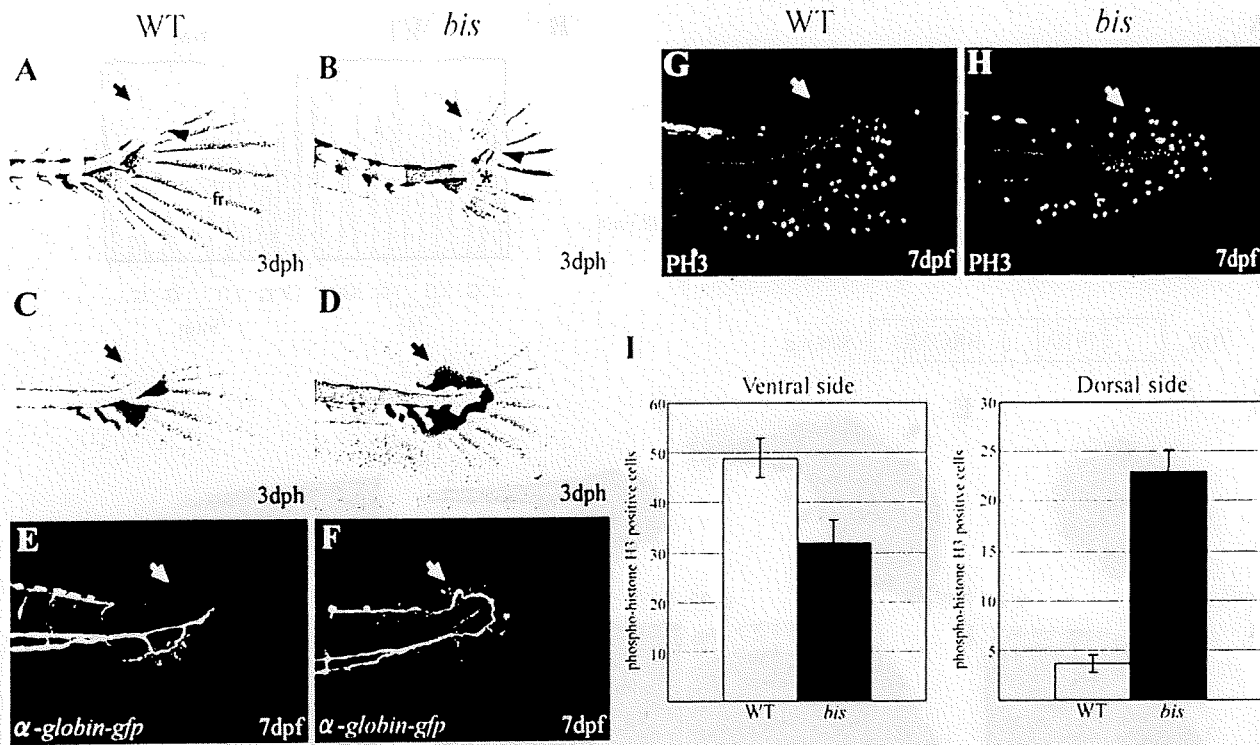 WT
bis
WT
bis
A
B
G
H
fr
*
3dph
3dph
PH3
7dpf
PH3
7dpf
C
D
I
3dph
3dph
Ventral side
Dorsal side
phospho-histone H3 positive cells
60
50
40
30
20
10
WT
bis
phospho-histone H3 positive cells
30
25
20
15
10
5
WT
bis
E
F
α-globin-gfp
7dpf
α-globin-gfp
7dpf